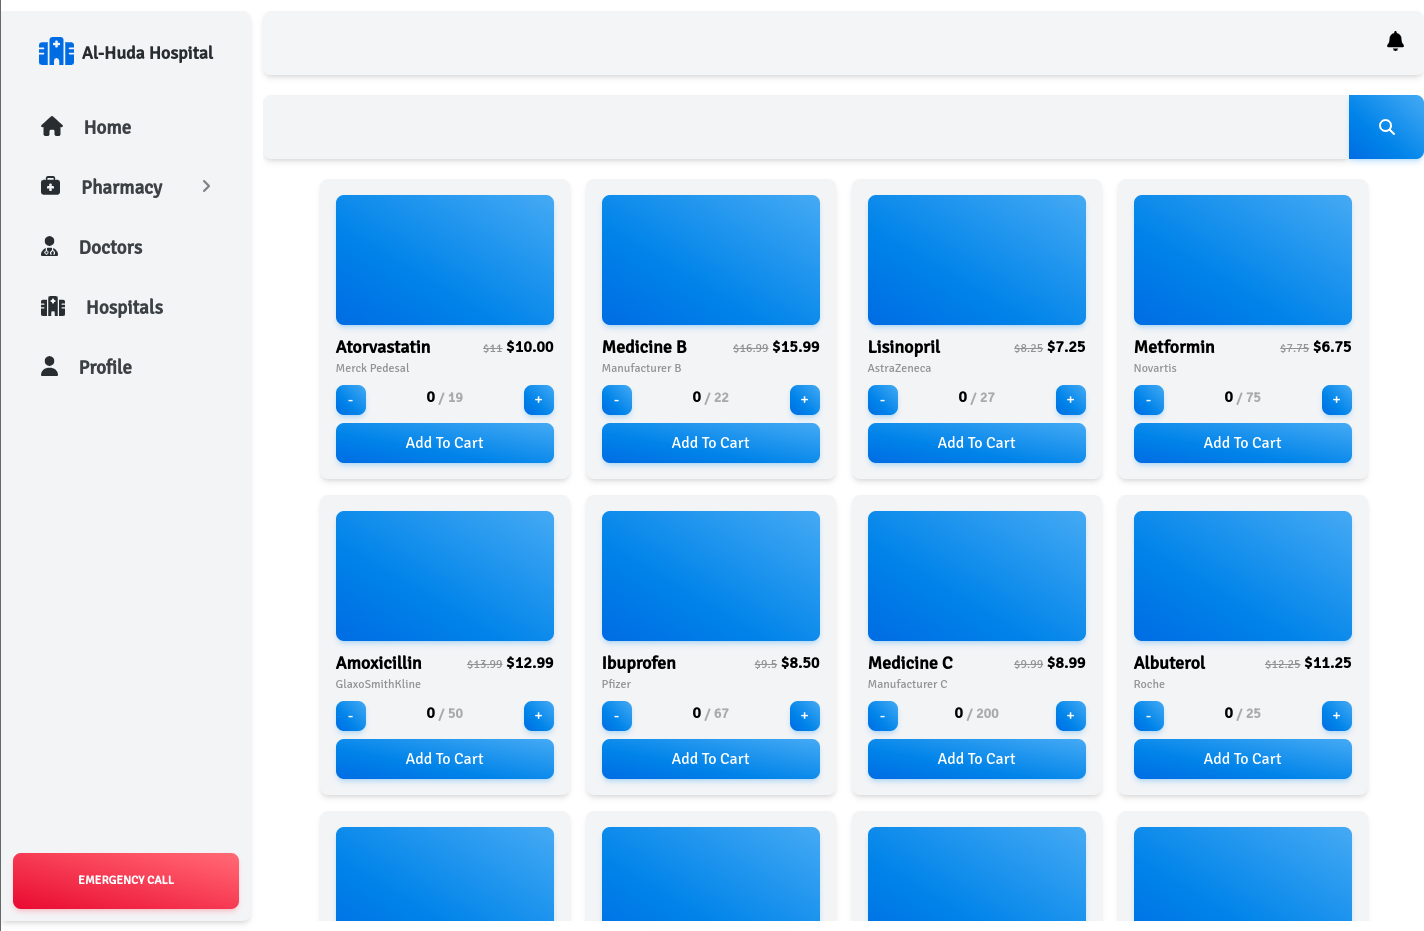 Al-Huda Hospital
Home
Pharmacy
Doctors
Hospitals
Profile
EMERGENCY CALL
Atorvastatin $11 $10.00
Merck Pedesal
- 0 / 19 +
Add To Cart
Medicine B $16.99 $15.99
Manufacturer B
- 0 / 22 +
Add To Cart
Lisinopril $8.25 $7.25
AstraZeneca
- 0 / 27 +
Add To Cart
Metformin $7.75 $6.75
Novartis
- 0 / 75 +
Add To Cart
Amoxicillin $13.99 $12.99
GlaxoSmithKline
- 0 / 50 +
Add To Cart
Ibuprofen $9.5 $8.50
Pfizer
- 0 / 67 +
Add To Cart
Medicine C $9.99 $8.99
Manufacturer C
- 0 / 200 +
Add To Cart
Albuterol $12.25 $11.25
Roche
- 0 / 25 +
Add To Cart